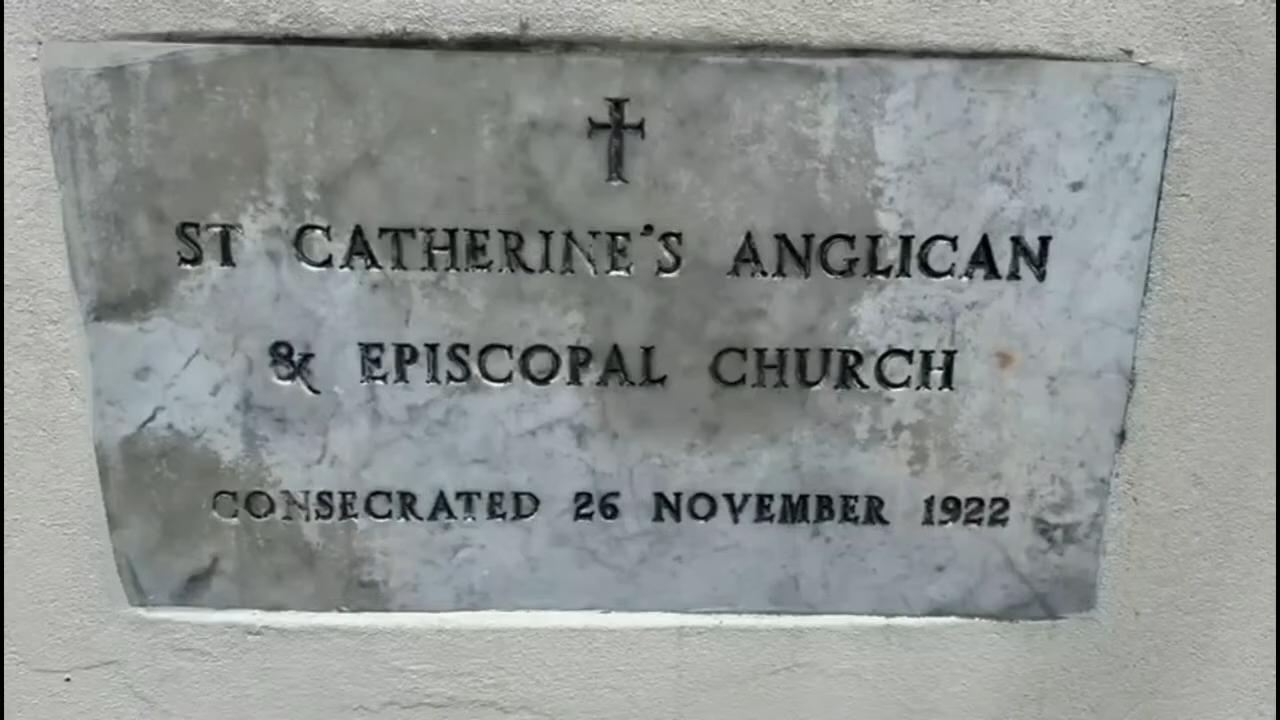 ST CATHERINE'S ANGLICAN
& EPISCOPAL CHURCH
CONSECRATED 26 NOVEMBER 1922